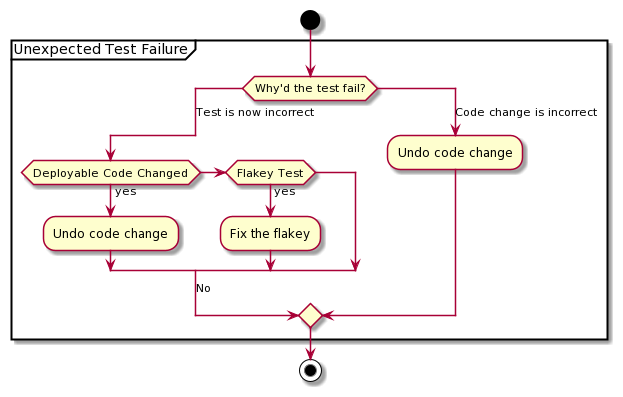 Unexpected Test Failure
Why'd the test fail?
Test is now incorrect
Code change is incorrect
Deployable Code Changed
Flakey Test
Undo code change
yes
yes
Undo code change
Fix the flakey
No